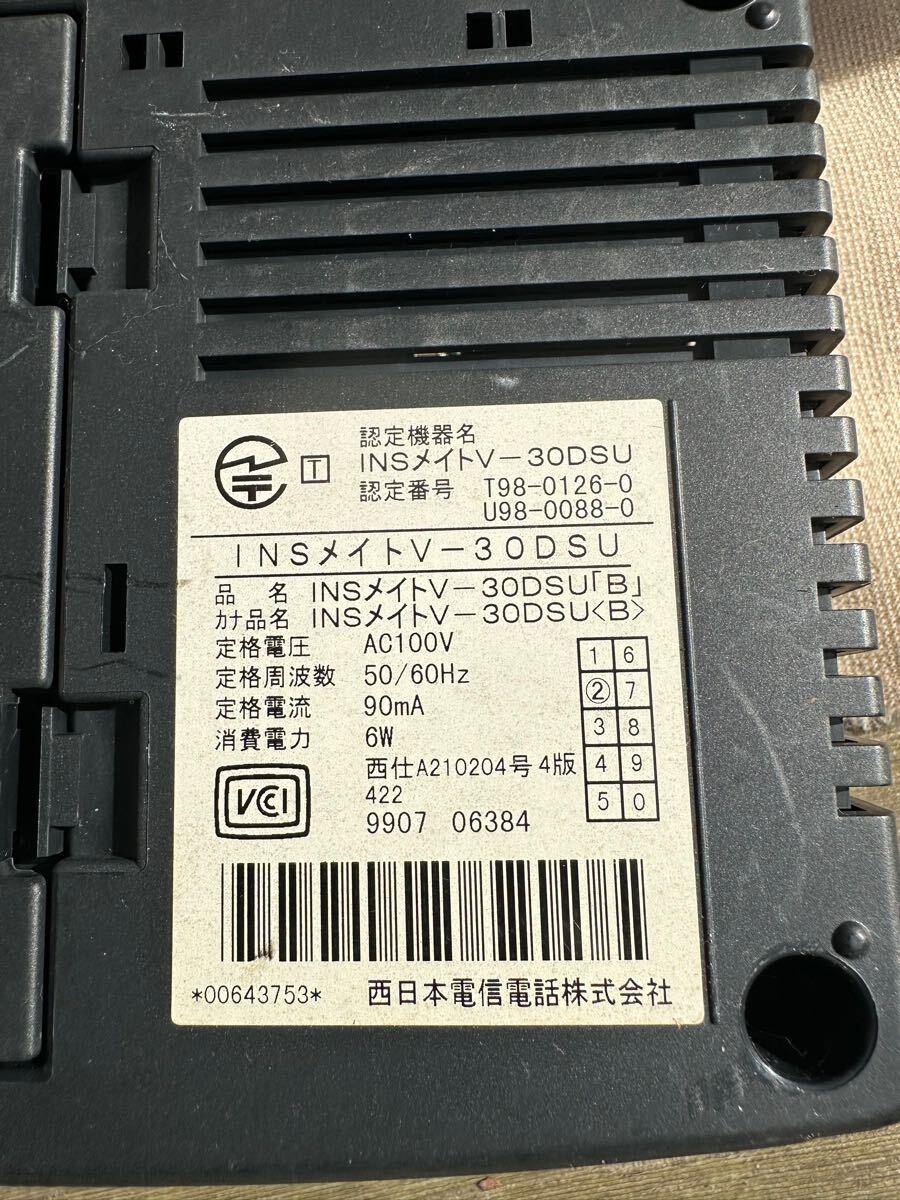 T
認定機器名
INSメイトV-30DSU
認定番号 T98-0126-0
U98-0088-0
INSメイトV-30DSU
品 名 INSメイトV-30DSU「B」
カナ品名 INSメイトV-30DSU<B>
定格電圧 AC100V
定格周波数 50/60Hz
定格電流 90mA
消費電力 6W
1 6
② 7
3 8
4 9
5 0
西仕A210204号 4版
422
9907 06384
VCCI
*00643753* 西日本電信電話株式会社